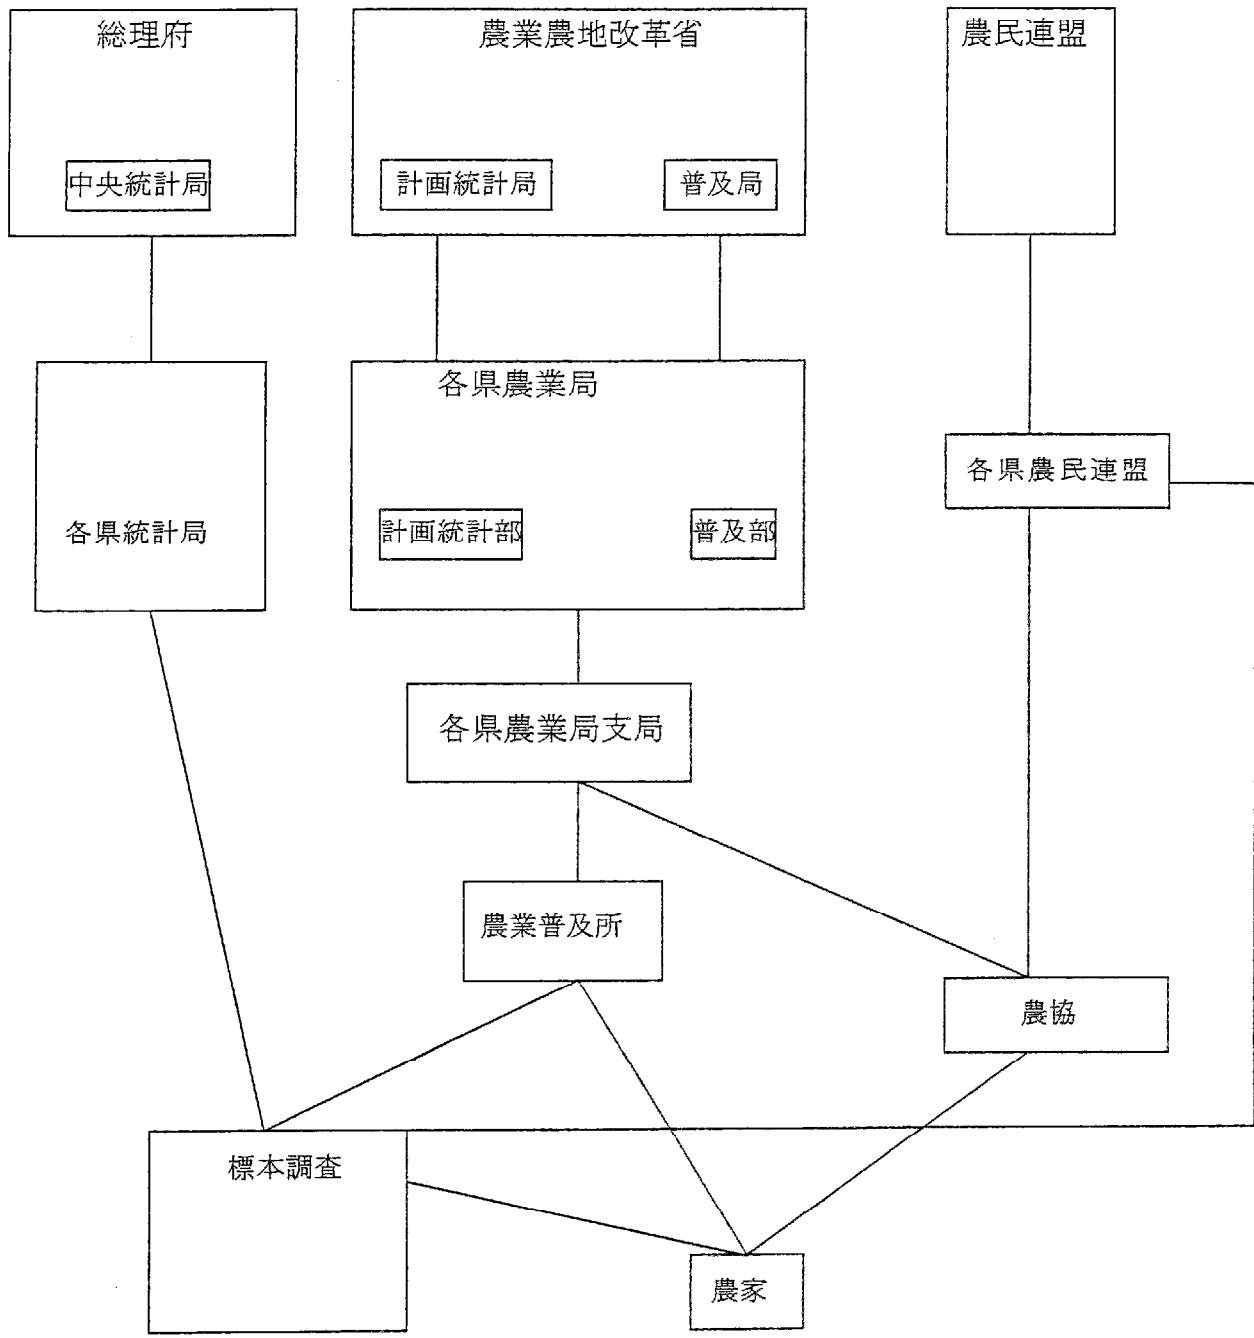 総理府
農業農地改革省
農民連盟
中央統計局
計画統計局
普及局
各県農業局
各県農民連盟
各県統計局
計画統計部
普及部
各県農業局支局
農業普及所
農協
標本調査
農家